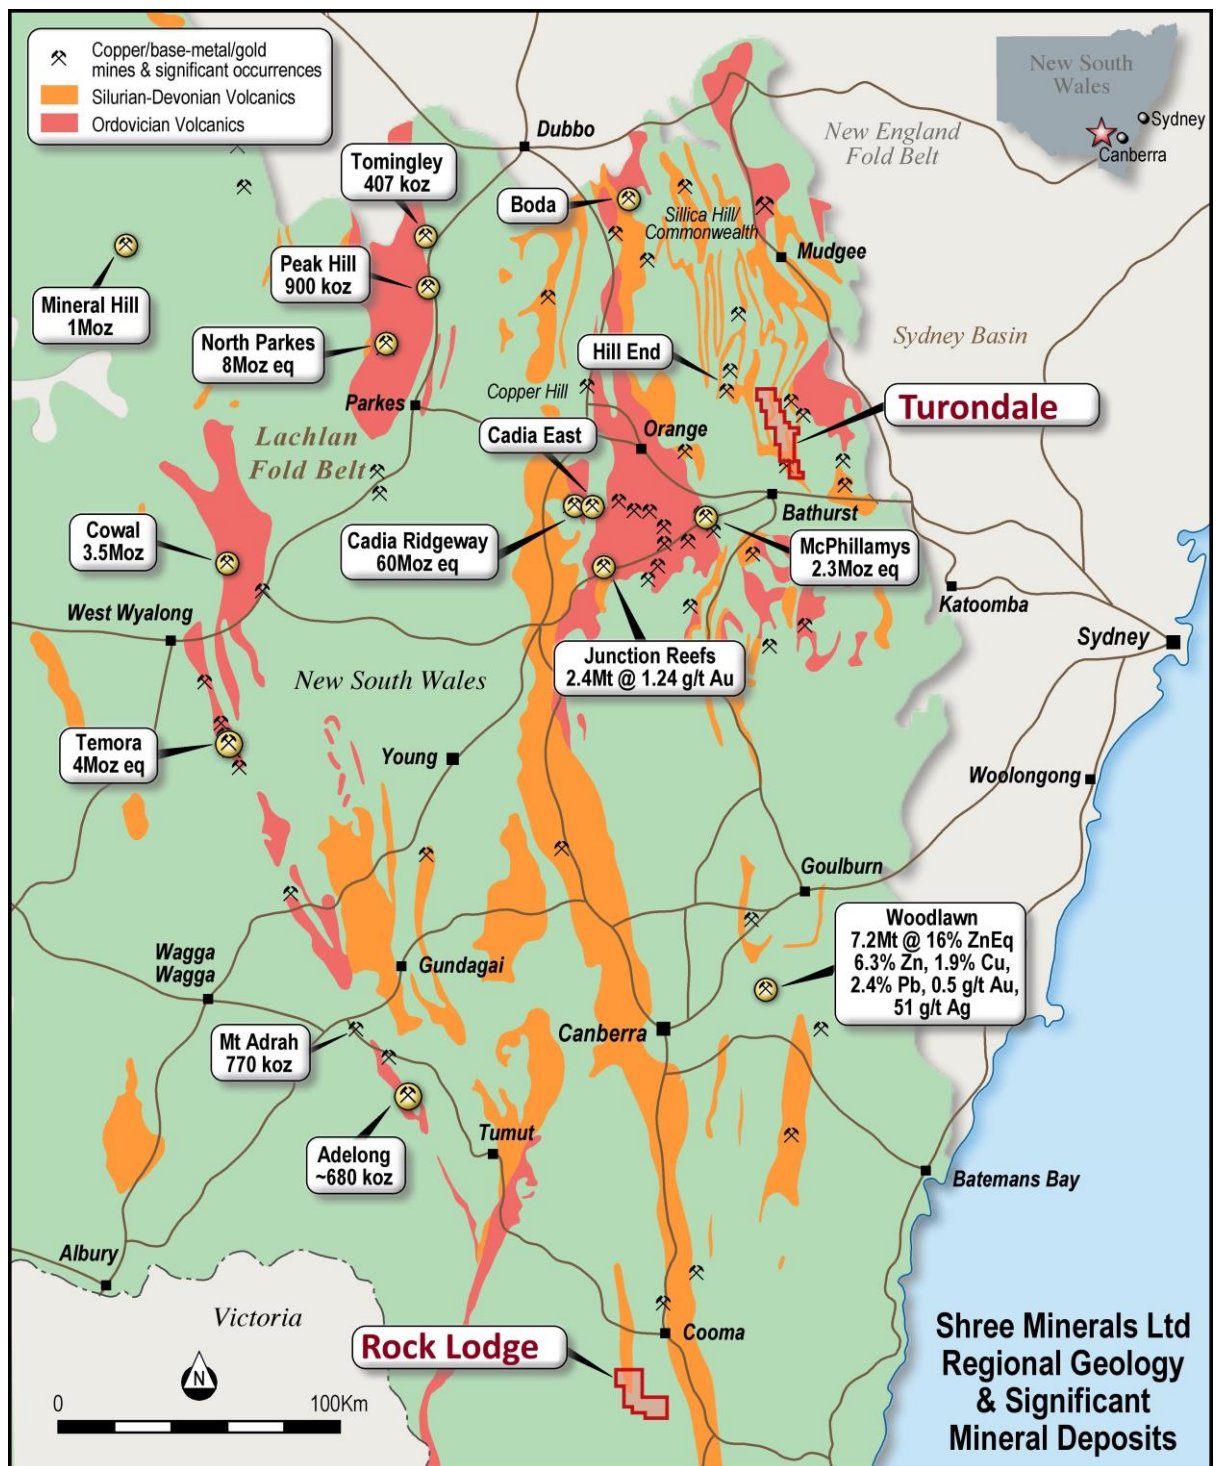 Copper/base-metal/gold
mines & significant occurrences
Silurian-Devonian Volcanics
Ordovician Volcanics
New South
Wales
Sydney
Canberra
New England
Fold Belt
Dubbo
Tomingley
407 koz
Boda
Sillica Hill/
Commonwealth
Mudgee
Peak Hill
900 koz
Mineral Hill
1Moz
North Parkes
8Moz eq
Hill End
Sydney Basin
Copper Hill
Parkes
Turondale
Lachlan
Fold Belt
Cadia East
Orange
Bathurst
Cowal
3.5Moz
Cadia Ridgeway
60Moz eq
McPhillamys
2.3Moz eq
Katoomba
West Wyalong
Sydney
Junction Reefs
2.4Mt @ 1.24 g/t Au
New South Wales
Temora
4Moz eq
Young
Woolongong
Goulburn
Woodlawn
7.2Mt @ 16% ZnEq
6.3% Zn, 1.9% Cu,
2.4% Pb, 0.5 g/t Au,
51 g/t Ag
Wagga
Wagga
Gundagai
Canberra
Mt Adrah
770 koz
Tumut
Adelong
~680 koz
Batemans Bay
Albury
Victoria
Cooma
Rock Lodge
N
0
100Km
Shree Minerals Ltd
Regional Geology
& Significant
Mineral Deposits